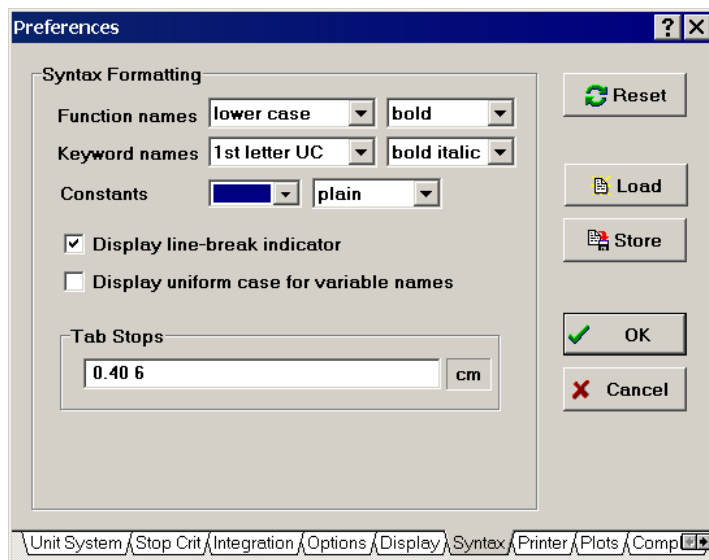 Preferences
Syntax Formatting
Function names lower case bold
Keyword names 1st letter UC bold italic
Constants plain
Display line-break indicator
Display uniform case for variable names
Tab Stops
0.40 6 cm
Reset
Load
Store
OK
Cancel
Unit System Stop Crit Integration Options Display Syntax Printer Plots Comp